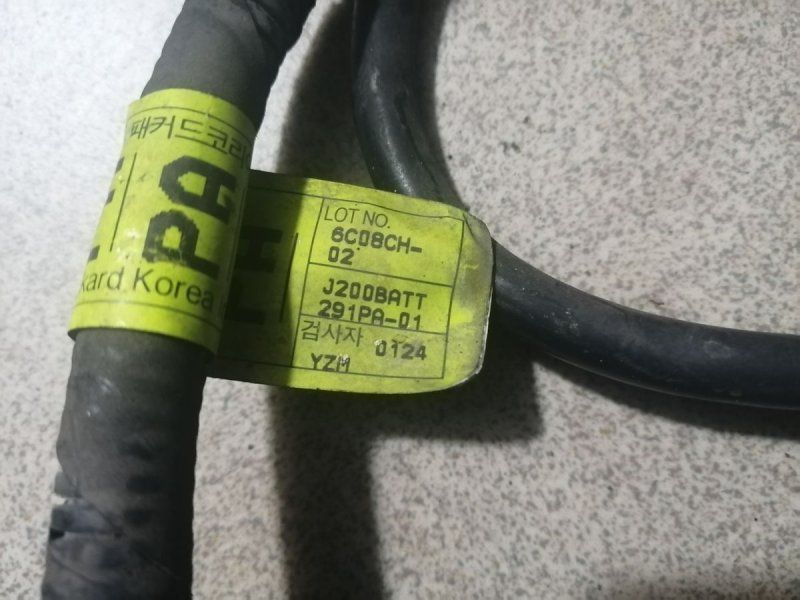 패커드코리
PA
kard Korea
LOT NO.
6C08CH-
02
J200BATT
291PA-01
검사자 0124
YZM